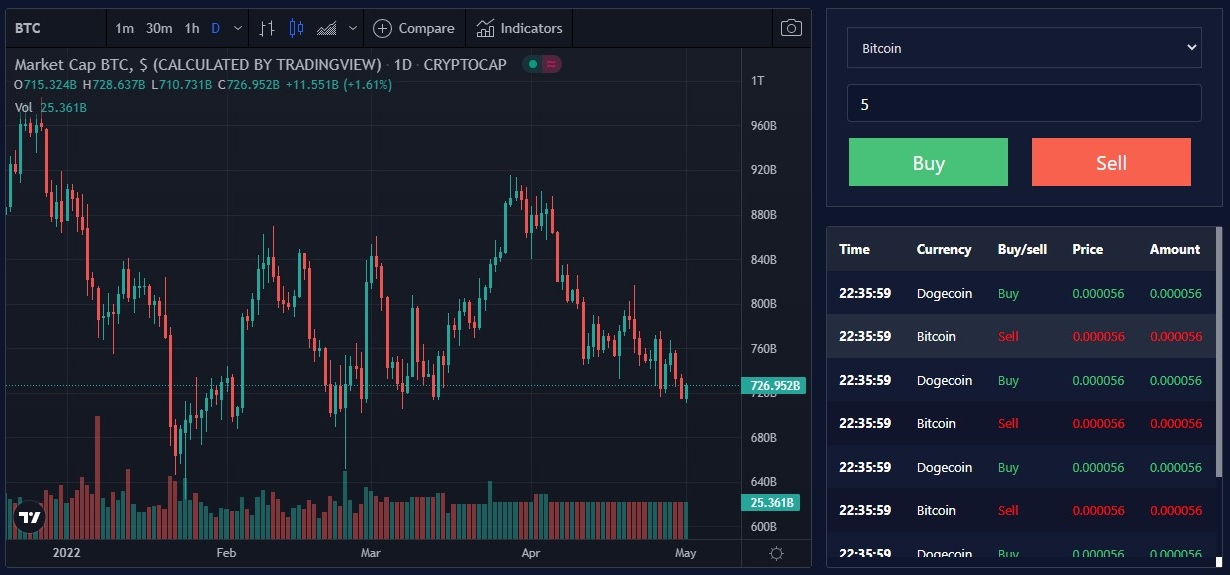 BTC 1m 30m 1h D Compare Indicators
Market Cap BTC, $ (CALCULATED BY TRADINGVIEW) · 1D · CRYPTOCAP
O715.324B H728.637B L710.731B C726.952B +11.551B (+1.61%)
Vol 25.361B
1T
960B
920B
880B
840B
800B
760B
726.952B
720B
680B
640B
25.361B
600B
2022 Feb Mar Apr May
Bitcoin
5
Buy Sell
Time Currency Buy/sell Price Amount
22:35:59 Dogecoin Buy 0.000056 0.000056
22:35:59 Bitcoin Sell 0.000056 0.000056
22:35:59 Dogecoin Buy 0.000056 0.000056
22:35:59 Bitcoin Sell 0.000056 0.000056
22:35:59 Dogecoin Buy 0.000056 0.000056
22:35:59 Bitcoin Sell 0.000056 0.000056
22:35:59 Dogecoin Buy 0.000056 0.000056